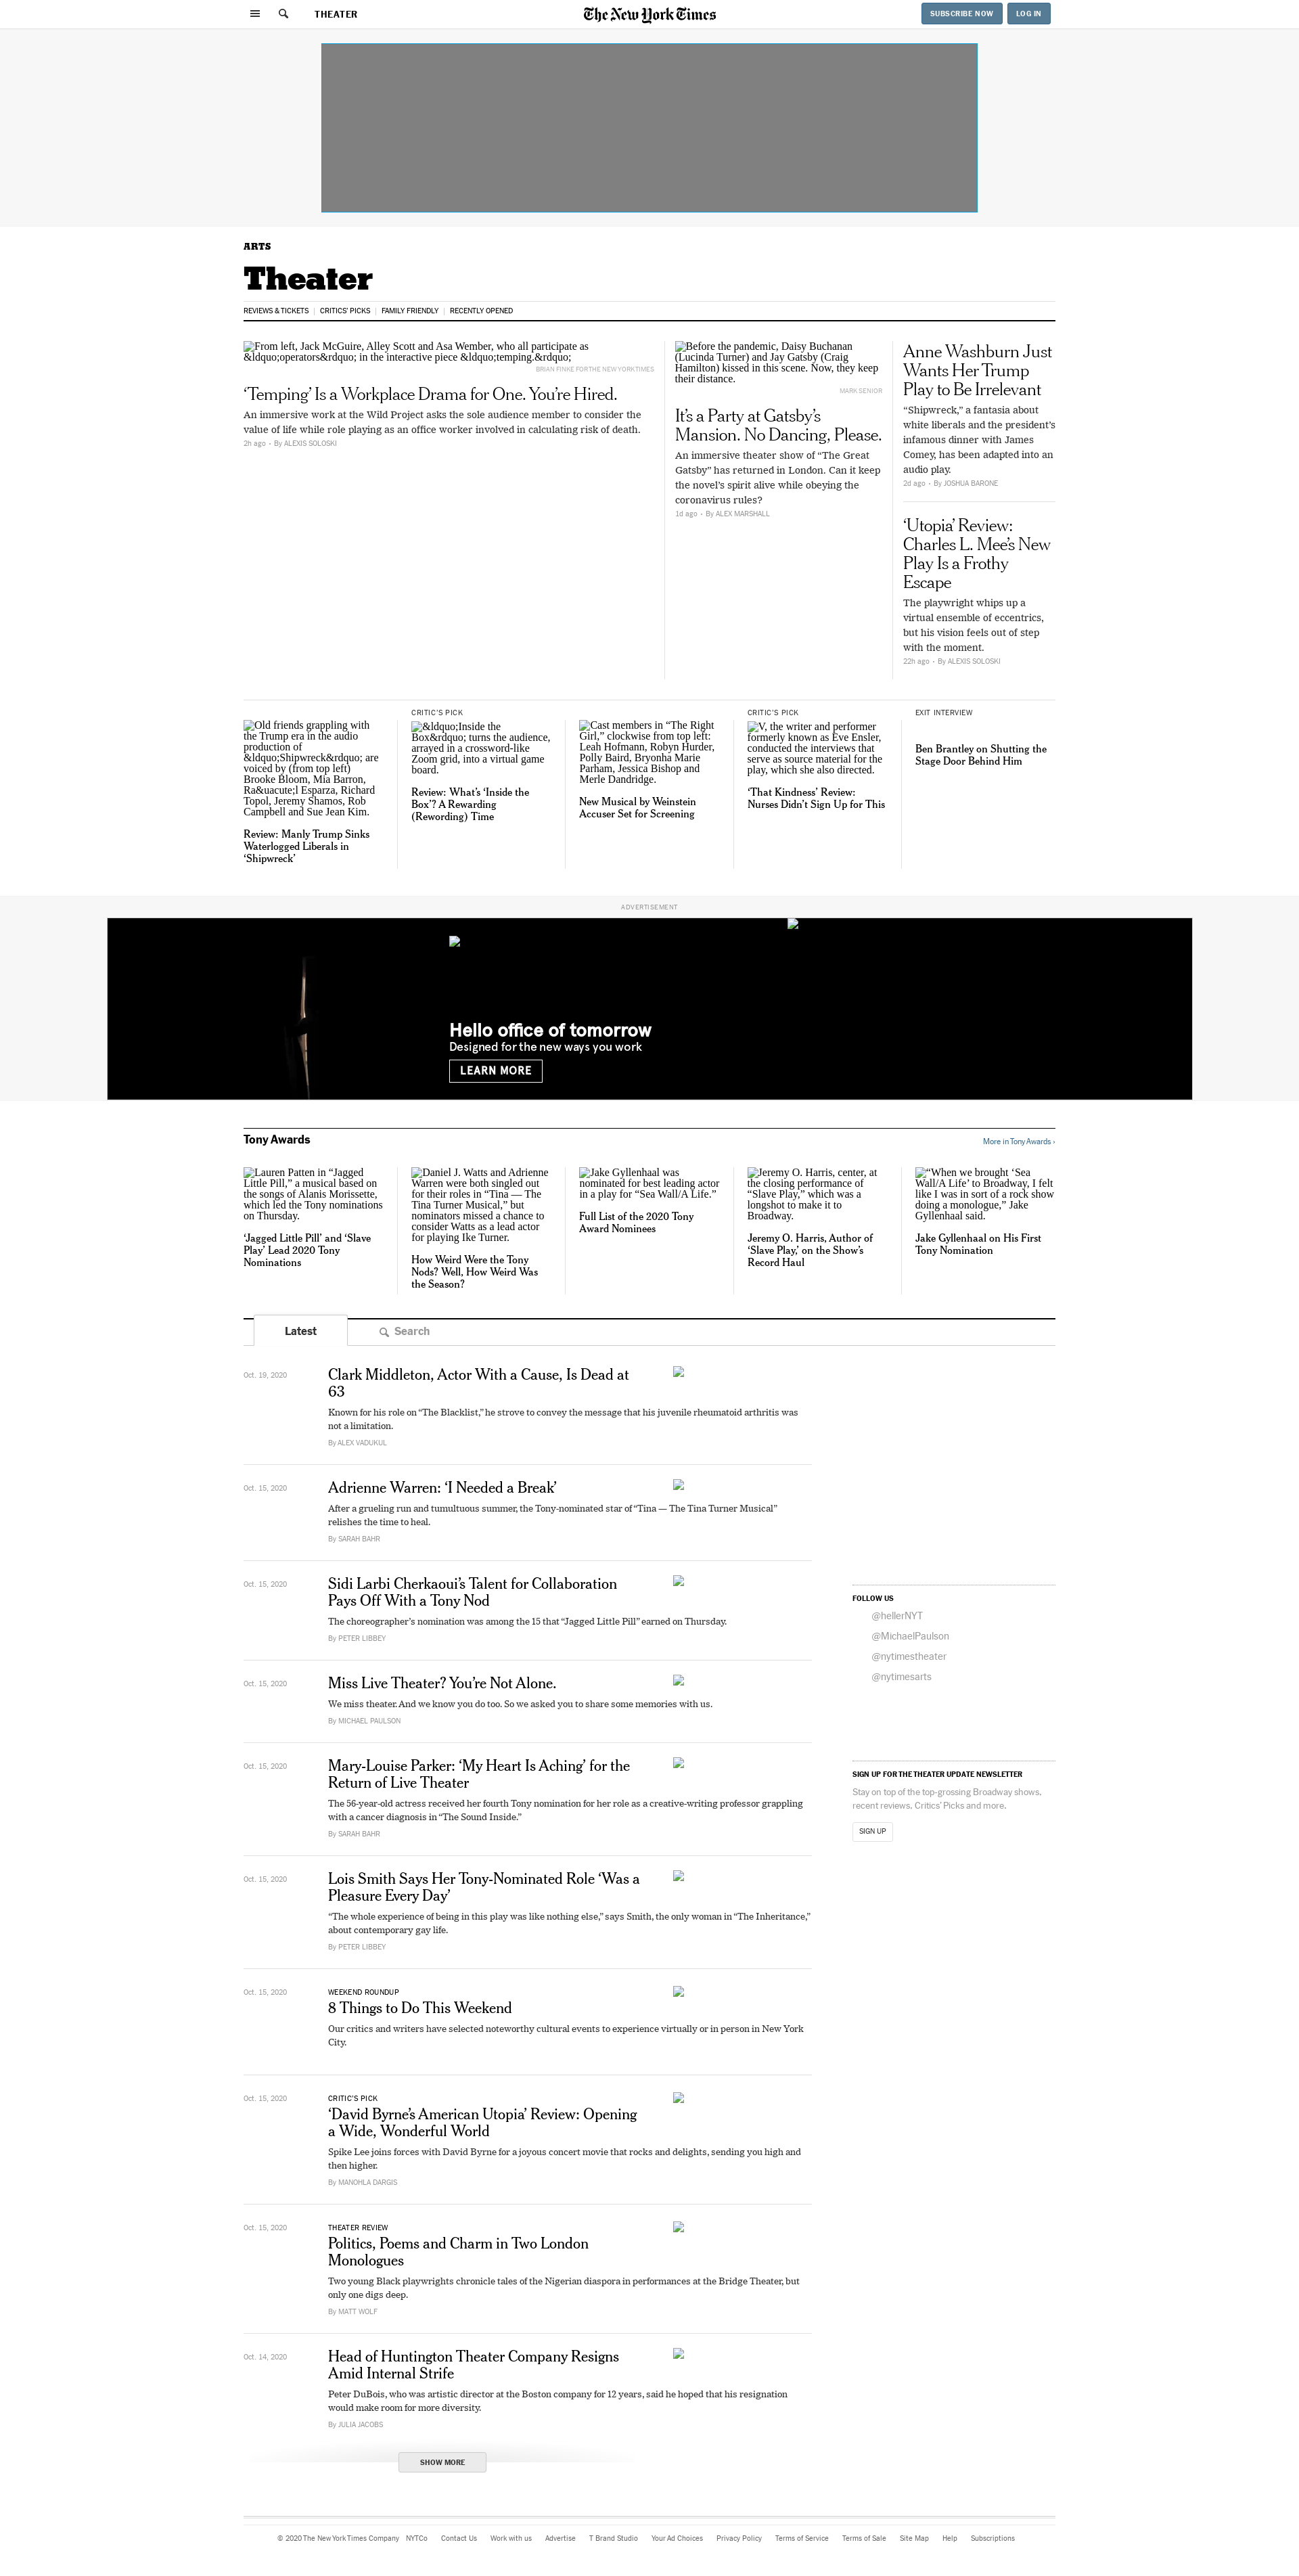 THEATER
The New York Times
SUBSCRIBE NOW
LOG IN
ARTS
Theater
REVIEWS & TICKETS
CRITICS' PICKS
FAMILY FRIENDLY
RECENTLY OPENED
From left, Jack McGuire, Alley Scott and Asa Wember, who all participate as
&ldquo;operators&rdquo; in the interactive piece &ldquo;temping.&rdquo;
BRIAN FINKE FOR THE NEW YORK TIMES
‘Temping’ Is a Workplace Drama for One. You’re Hired.
An immersive work at the Wild Project asks the sole audience member to consider the
value of life while role playing as an office worker involved in calculating risk of death.
2h ago • By ALEXIS SOLOSKI
Before the pandemic, Daisy Buchanan
(Lucinda Turner) and Jay Gatsby (Craig
Hamilton) kissed in this scene. Now, they keep
their distance.
MARK SENIOR
It’s a Party at Gatsby’s
Mansion. No Dancing, Please.
An immersive theater show of “The Great
Gatsby” has returned in London. Can it keep
the novel’s spirit alive while obeying the
coronavirus rules?
1d ago • By ALEX MARSHALL
Anne Washburn Just
Wants Her Trump
Play to Be Irrelevant
“Shipwreck,” a fantasia about
white liberals and the president’s
infamous dinner with James
Comey, has been adapted into an
audio play.
2d ago • By JOSHUA BARONE
‘Utopia’ Review:
Charles L. Mee’s New
Play Is a Frothy
Escape
The playwright whips up a
virtual ensemble of eccentrics,
but his vision feels out of step
with the moment.
22h ago • By ALEXIS SOLOSKI
Old friends grappling with
the Trump era in the audio
production of
&ldquo;Shipwreck&rdquo; are
voiced by (from top left)
Brooke Bloom, Mia Barron,
Ra&uacute;l Esparza, Richard
Topol, Jeremy Shamos, Rob
Campbell and Sue Jean Kim.
Review: Manly Trump Sinks
Waterlogged Liberals in
‘Shipwreck’
CRITIC’S PICK
&ldquo;Inside the
Box&rdquo; turns the audience,
arrayed in a crossword-like
Zoom grid, into a virtual game
board.
Review: What’s ‘Inside the
Box’? A Rewarding
(Rewording) Time
Cast members in “The Right
Girl,” clockwise from top left:
Leah Hofmann, Robyn Hurder,
Polly Baird, Bryonha Marie
Parham, Jessica Bishop and
Merle Dandridge.
New Musical by Weinstein
Accuser Set for Screening
CRITIC’S PICK
V, the writer and performer
formerly known as Eve Ensler,
conducted the interviews that
serve as source material for the
play, which she also directed.
‘That Kindness’ Review:
Nurses Didn’t Sign Up for This
EXIT INTERVIEW
Ben Brantley on Shutting the
Stage Door Behind Him
ADVERTISEMENT
Hello office of tomorrow
Designed for the new ways you work
LEARN MORE
Tony Awards
More in Tony Awards ›
Lauren Patten in “Jagged
Little Pill,” a musical based on
the songs of Alanis Morissette,
which led the Tony nominations
on Thursday.
‘Jagged Little Pill’ and ‘Slave
Play’ Lead 2020 Tony
Nominations
Daniel J. Watts and Adrienne
Warren were both singled out
for their roles in “Tina — The
Tina Turner Musical,” but
nominators missed a chance to
consider Watts as a lead actor
for playing Ike Turner.
How Weird Were the Tony
Nods? Well, How Weird Was
the Season?
Jake Gyllenhaal was
nominated for best leading actor
in a play for “Sea Wall/A Life.”
Full List of the 2020 Tony
Award Nominees
Jeremy O. Harris, center, at
the closing performance of
“Slave Play,” which was a
longshot to make it to
Broadway.
Jeremy O. Harris, Author of
‘Slave Play,’ on the Show’s
Record Haul
“When we brought ‘Sea
Wall/A Life’ to Broadway, I felt
like I was in sort of a rock show
doing a monologue,” Jake
Gyllenhaal said.
Jake Gyllenhaal on His First
Tony Nomination
Latest
Search
Oct. 19, 2020
Clark Middleton, Actor With a Cause, Is Dead at
63
Known for his role on “The Blacklist,” he strove to convey the message that his juvenile rheumatoid arthritis was
not a limitation.
By ALEX VADUKUL
Oct. 15, 2020
Adrienne Warren: ‘I Needed a Break’
After a grueling run and tumultuous summer, the Tony-nominated star of “Tina — The Tina Turner Musical”
relishes the time to heal.
By SARAH BAHR
Oct. 15, 2020
Sidi Larbi Cherkaoui’s Talent for Collaboration
Pays Off With a Tony Nod
The choreographer’s nomination was among the 15 that “Jagged Little Pill” earned on Thursday.
By PETER LIBBEY
Oct. 15, 2020
Miss Live Theater? You’re Not Alone.
We miss theater. And we know you do too. So we asked you to share some memories with us.
By MICHAEL PAULSON
Oct. 15, 2020
Mary-Louise Parker: ‘My Heart Is Aching’ for the
Return of Live Theater
The 56-year-old actress received her fourth Tony nomination for her role as a creative-writing professor grappling
with a cancer diagnosis in “The Sound Inside.”
By SARAH BAHR
Oct. 15, 2020
Lois Smith Says Her Tony-Nominated Role ‘Was a
Pleasure Every Day’
“The whole experience of being in this play was like nothing else,” says Smith, the only woman in “The Inheritance,”
about contemporary gay life.
By PETER LIBBEY
Oct. 15, 2020
WEEKEND ROUNDUP
8 Things to Do This Weekend
Our critics and writers have selected noteworthy cultural events to experience virtually or in person in New York
City.
Oct. 15, 2020
CRITIC’S PICK
‘David Byrne’s American Utopia’ Review: Opening
a Wide, Wonderful World
Spike Lee joins forces with David Byrne for a joyous concert movie that rocks and delights, sending you high and
then higher.
By MANOHLA DARGIS
Oct. 15, 2020
THEATER REVIEW
Politics, Poems and Charm in Two London
Monologues
Two young Black playwrights chronicle tales of the Nigerian diaspora in performances at the Bridge Theater, but
only one digs deep.
By MATT WOLF
Oct. 14, 2020
Head of Huntington Theater Company Resigns
Amid Internal Strife
Peter DuBois, who was artistic director at the Boston company for 12 years, said he hoped that his resignation
would make room for more diversity.
By JULIA JACOBS
SHOW MORE
FOLLOW US
@hellerNYT
@MichaelPaulson
@nytimestheater
@nytimesarts
SIGN UP FOR THE THEATER UPDATE NEWSLETTER
Stay on top of the top-grossing Broadway shows,
recent reviews, Critics’ Picks and more.
SIGN UP
© 2020 The New York Times Company
NYTCo
Contact Us
Work with us
Advertise
T Brand Studio
Your Ad Choices
Privacy Policy
Terms of Service
Terms of Sale
Site Map
Help
Subscriptions